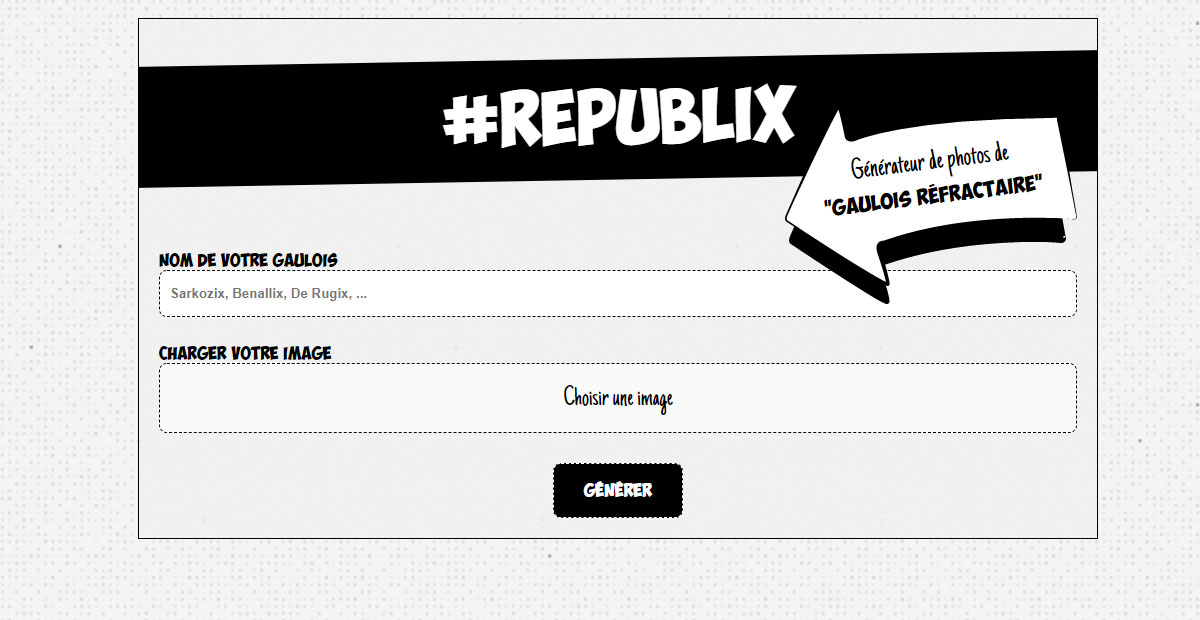 #REPUBLIX
Générateur de photos de
"GAULOIS RÉFRACTAIRE"
NOM DE VOTRE GAULOIS
Sarkozix, Benallix, De Rugix, ...
CHARGER VOTRE IMAGE
Choisir une image
GÉNÉRER